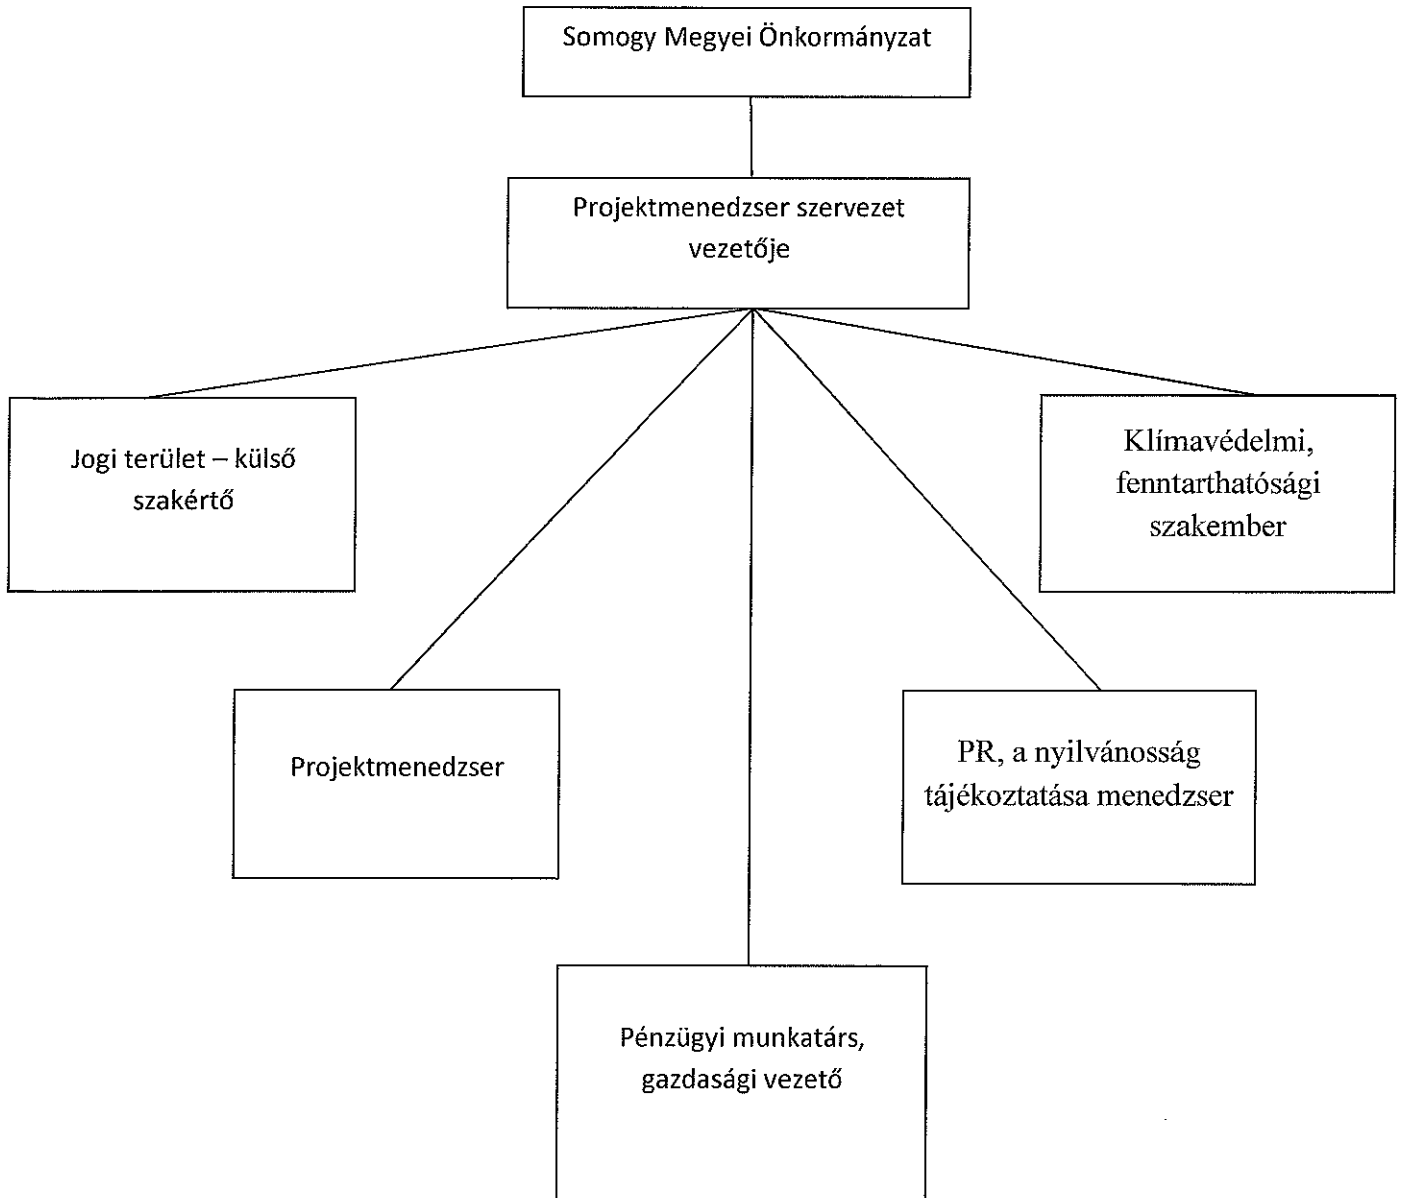 Somogy Megyei Önkormányzat
Projektmenedzser szervezet
vezetője
Jogi terület – külső
szakértő
Klímavédelmi,
fenntarthatósági
szakember
Projektmenedzser
PR, a nyilvánosság
tájékoztatása menedzser
Pénzügyi munkatárs,
gazdasági vezető